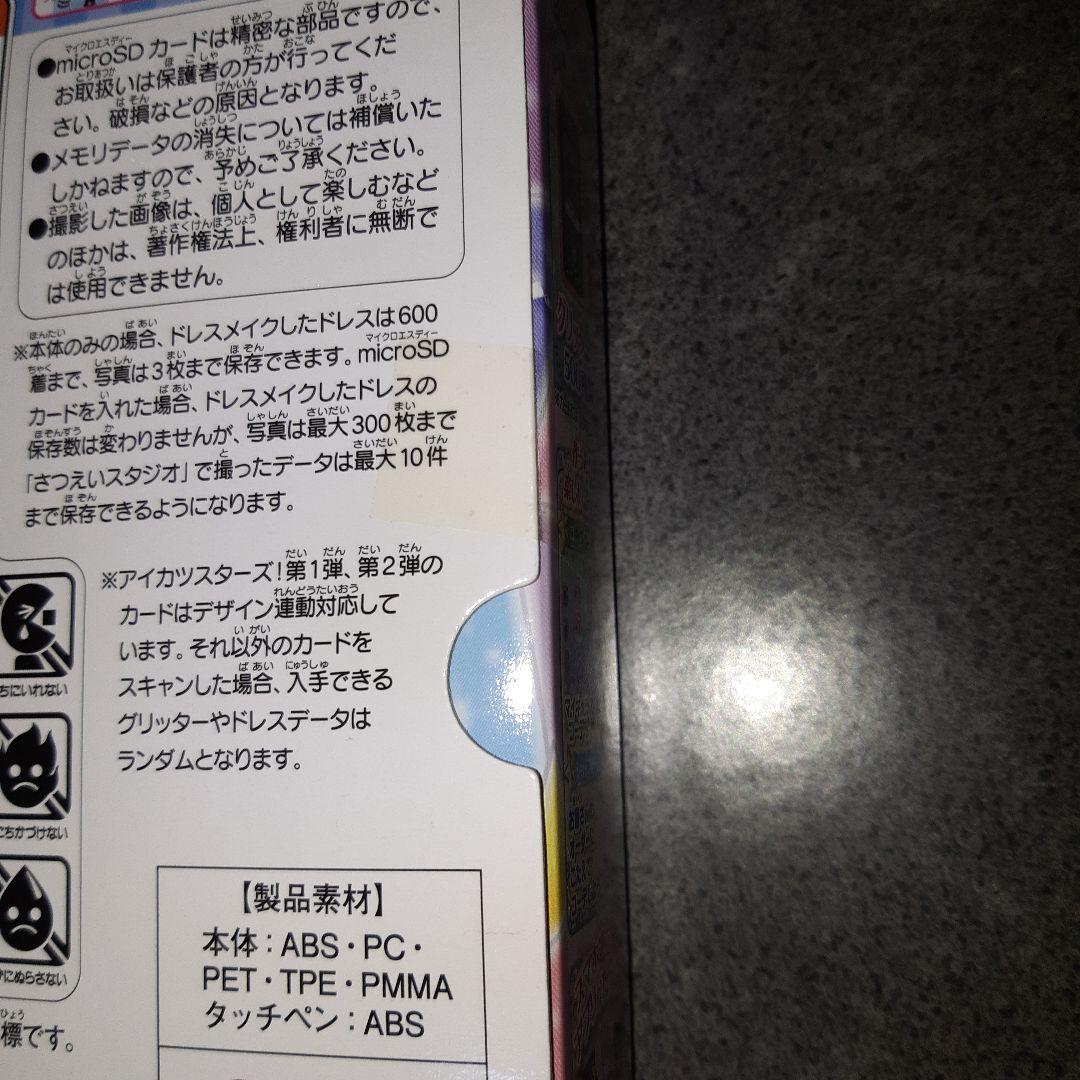 ●microSDカードは精密な部品ですので、
お取扱いは保護者の方が行ってくだ
さい。破損などの原因となります。
●メモリデータの消失については補償いた
しかねますので、予めご了承ください。
●撮影した画像は、個人として楽しむなど
のほかは、著作権法上、権利者に無断で
は使用できません。
※本体のみの場合、ドレスメイクしたドレスは600
着まで、写真は3枚まで保存できます。microSD
カードを入れた場合、ドレスメイクしたドレスの
保存数は変わりませんが、写真は最大300枚まで
「さつえいスタジオ」で撮ったデータは最大10件
まで保存できるようになります。
※アイカツスターズ!第1弾、第2弾の
カードはデザイン連動対応して
います。それ以外のカードを
スキャンした場合、入手できる
グリッターやドレスデータは
ランダムとなります。
ちにいれない
ちかづけない
にぬらさない
標です。
【製品素材】
本体：ABS・PC・
PET・TPE・PMMA
タッチペン：ABS